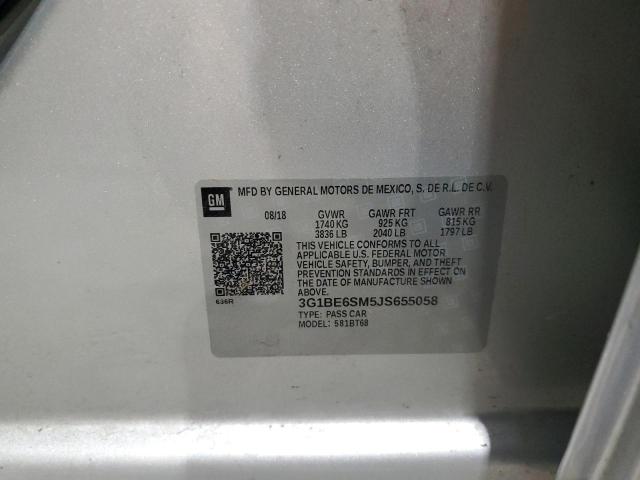 GM MFD BY GENERAL MOTORS DE MEXICO, S. DE R.L. DE C.V.
08/18 GVWR GAWR FRT GAWR RR
1740 KG 925 KG 815 KG
3836 LB 2040 LB 1797 LB
THIS VEHICLE CONFORMS TO ALL
APPLICABLE U.S. FEDERAL MOTOR
VEHICLE SAFETY, BUMPER, AND THEFT
PREVENTION STANDARDS IN EFFECT ON
THE DATE OF MANUFACTURE SHOWN ABOVE.
636R 3G1BE6SM5JS655058
TYPE: PASS CAR
MODEL: 581BT68